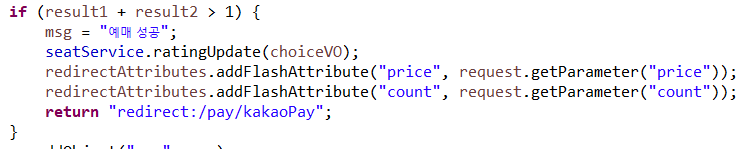 if (result1 + result2 > 1) {
    msg = "예매 성공";
    seatService.ratingUpdate(choiceVO);
    redirectAttributes.addFlashAttribute("price", request.getParameter("price"));
    redirectAttributes.addFlashAttribute("count", request.getParameter("count"));
    return "redirect:/pay/kakaoPay";
}